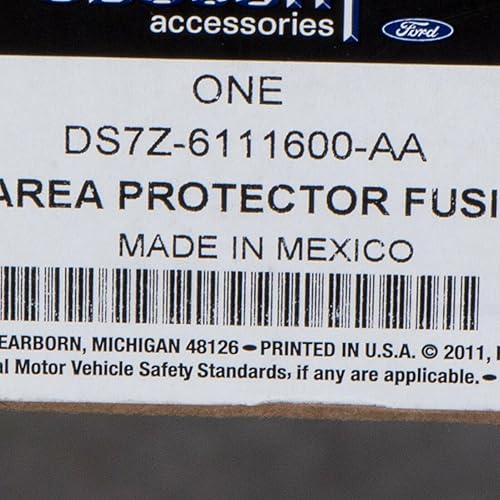 accessories
Ford
ONE
DS7Z-6111600-AA
AREA PROTECTOR FUSI
MADE IN MEXICO
EARBORN, MICHIGAN 48126 • PRINTED IN U.S.A. © 2011,
al Motor Vehicle Safety Standards, if any are applicable. •